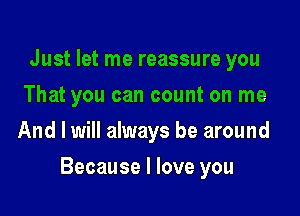 Just let me reassure you
That you can count on me
And I will always be around
Because I love you